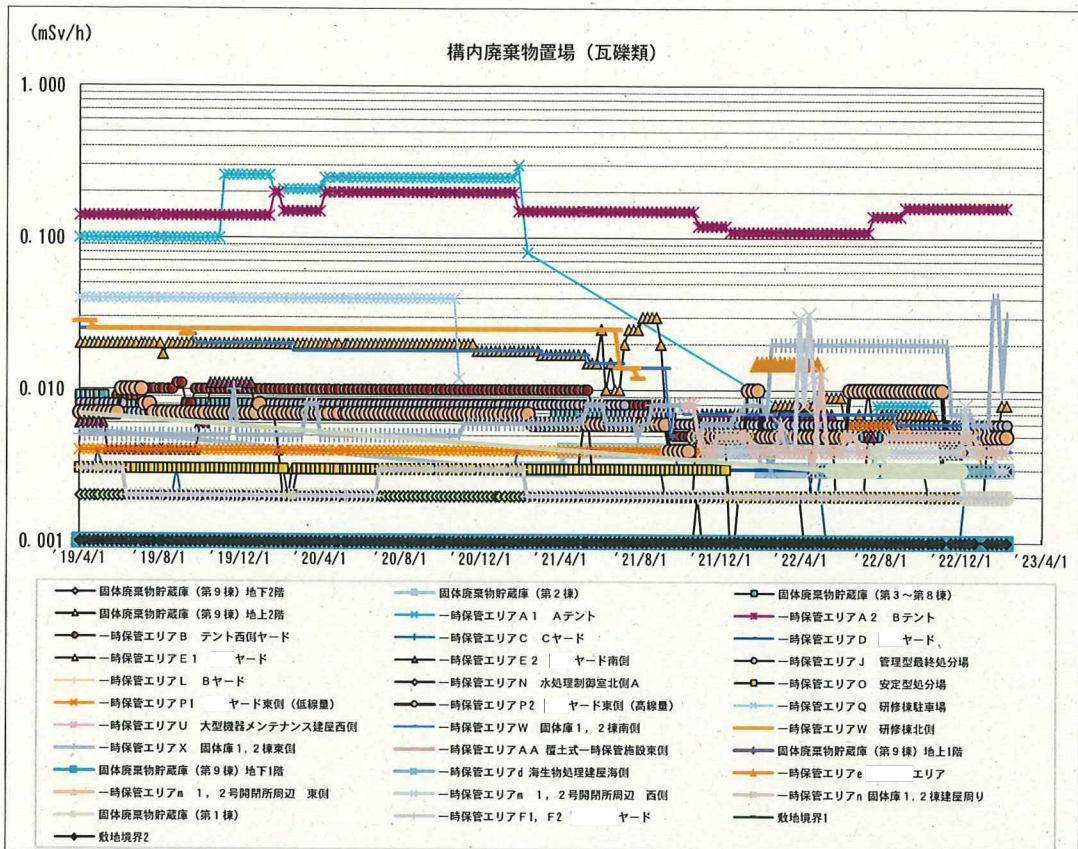 (mSv/h)
構内廃棄物置場（瓦礫類）
1.000
0.100
0.010
0.001
'19/4/1 '19/8/1 '19/12/1 '20/4/1 '20/8/1 '20/12/1 '21/4/1 '21/8/1 '21/12/1 '22/4/1 '22/8/1 '22/12/1 '23/4/1
固体廃棄物貯蔵庫（第9棟）地下2階 固体廃棄物貯蔵庫（第2棟） 固体廃棄物貯蔵庫（第3～第8棟）
固体廃棄物貯蔵庫（第9棟）地上2階 一時保管エリアA1 Aテント 一時保管エリアA2 Bテント
一時保管エリアB テント西側ヤード 一時保管エリアC Cヤード 一時保管エリアD ヤード
一時保管エリアE1 ヤード 一時保管エリアE2 ヤード南側 一時保管エリアJ 管理型最終処分場
一時保管エリアL Bヤード 一時保管エリアN 水処理制御室北側A 一時保管エリアO 安定型処分場
一時保管エリアP1 ヤード東側（低線量） 一時保管エリアP2 ヤード東側（高線量） 一時保管エリアQ 研修棟駐車場
一時保管エリアU 大型機器メンテナンス建屋西側 一時保管エリアW 固体庫1,2棟南側 一時保管エリアW 研修棟北側
一時保管エリアX 固体庫1,2棟東側 一時保管エリアAA 覆土式一時保管施設東側 固体廃棄物貯蔵庫（第9棟）地上1階
固体廃棄物貯蔵庫（第9棟）地下1階 一時保管エリアd 海生物処理建屋海側 一時保管エリアe エリア
一時保管エリアm 1,2号開閉所周辺 東側 一時保管エリアm 1,2号開閉所周辺 西側 一時保管エリアn 固体庫1,2棟建屋周り
固体廃棄物貯蔵庫（第1棟） 一時保管エリアF1,F2 ヤード 敷地境界1
敷地境界2